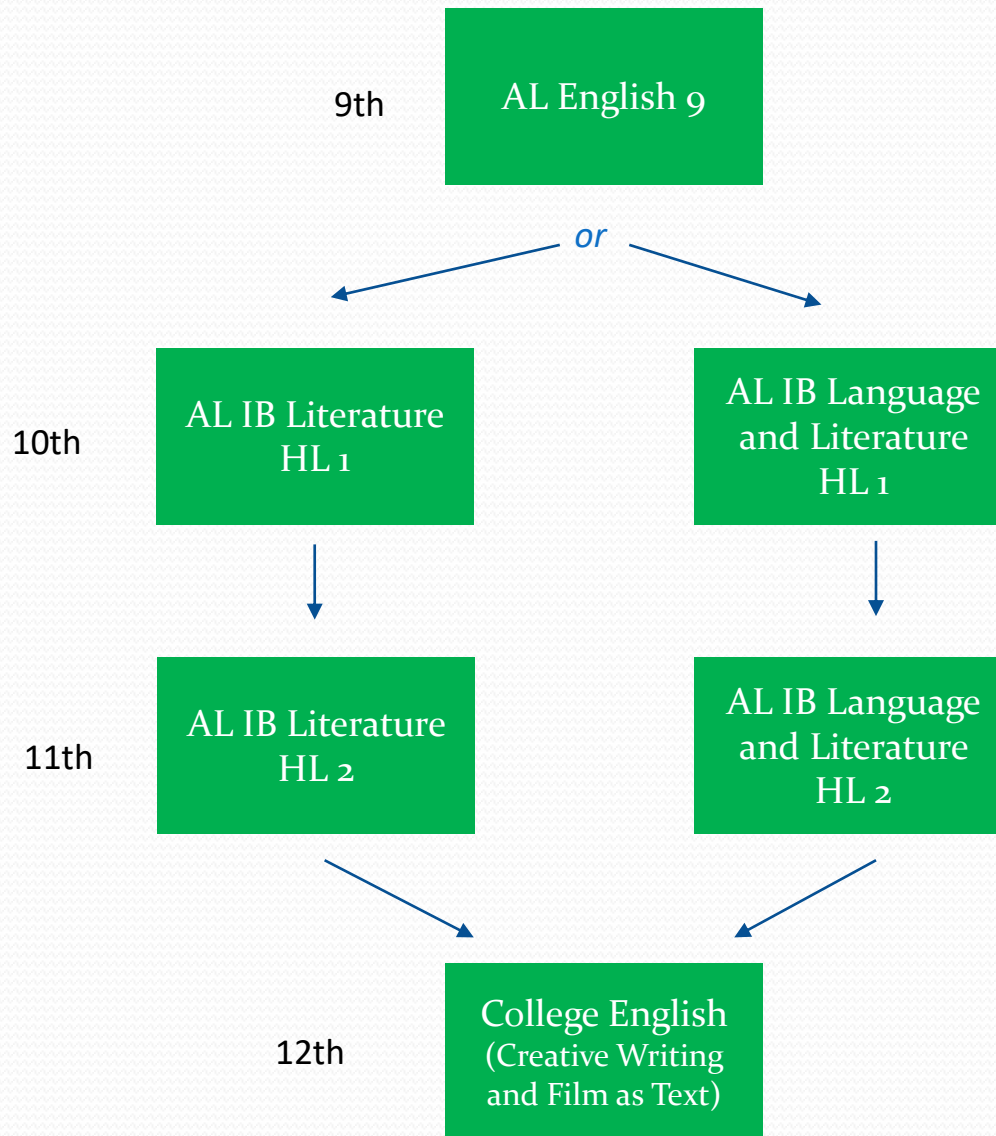 9th
AL English 9
or
10th
AL IB Literature
HL 1
AL IB Language
and Literature
HL 1
11th
AL IB Literature
HL 2
AL IB Language
and Literature
HL 2
12th
College English
(Creative Writing
and Film as Text)